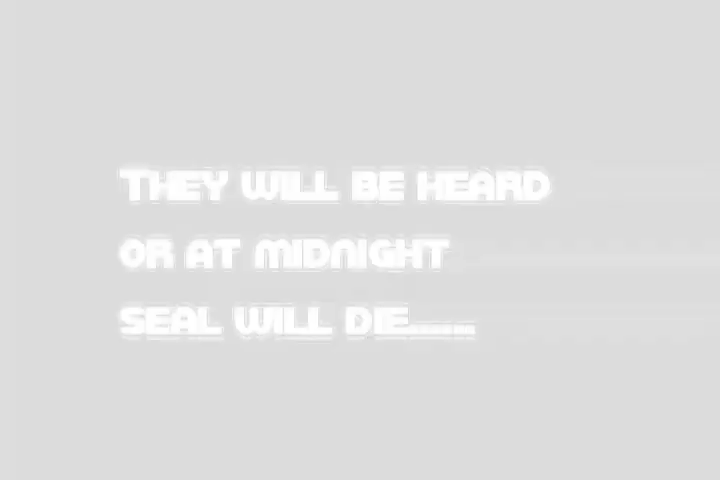 THEY WILL BE HEARD
OR AT MIDNIGHT
SEAL WILL DIE......